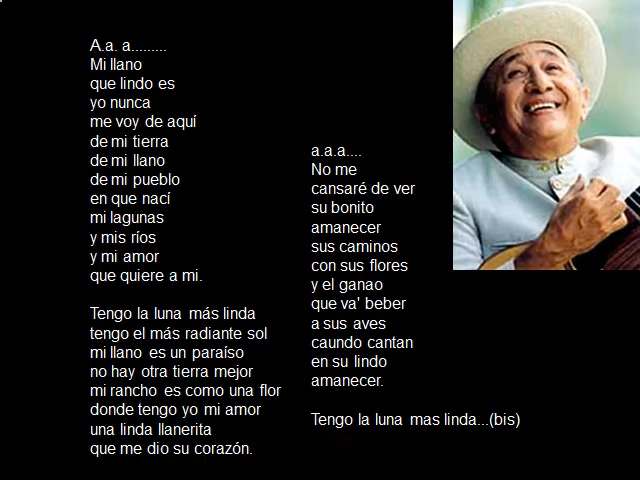 A.a. a.........
Mi llano
que lindo es
yo nunca
me voy de aquí
de mi tierra
de mi llano
de mi pueblo
en que nací
mi lagunas
y mis ríos
y mi amor
que quiere a mi.
Tengo la luna más linda
tengo el más radiante sol
mi llano es un paraíso
no hay otra tierra mejor
mi rancho es como una flor
donde tengo yo mi amor
una linda llanerita
que me dio su corazón.
a.a.a....
No me
cansaré de ver
su bonito
amanecer
sus caminos
con sus flores
y el ganao
que va' beber
a sus aves
caundo cantan
en su lindo
amanecer.
Tengo la luna mas linda...(bis)